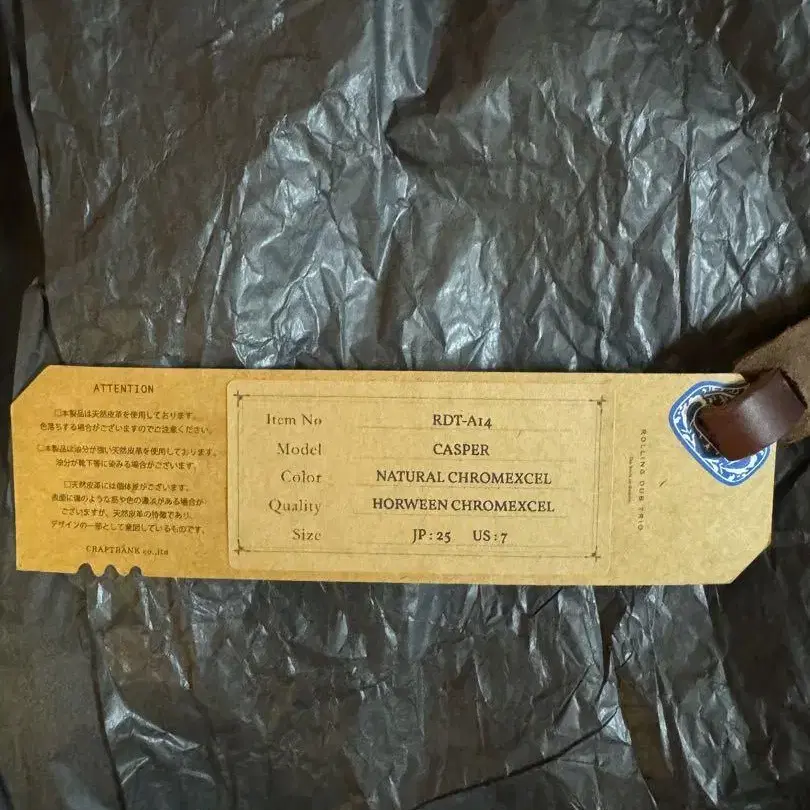 ATTENTION
□本製品は天然皮革を使用しております。
色落ちする場合がございますのでご注意ください。
□本製品は油分が強い天然皮革を使用しております。
油分が靴下等に染みる場合がございます。
□天然皮革には個体差がございます。
表面に傷のような筋や色の濃淡がある場合が
ございますが、天然皮革の特徴であり、
デザインの一部として意図しているものです。
CRAPTBANK co.,ltd
Item No RDT-A14
Model CASPER
Color NATURAL CHROMEXCEL
Quality HORWEEN CHROMEXCEL
Size JP : 25 US : 7
ROLLING DUB TRIO